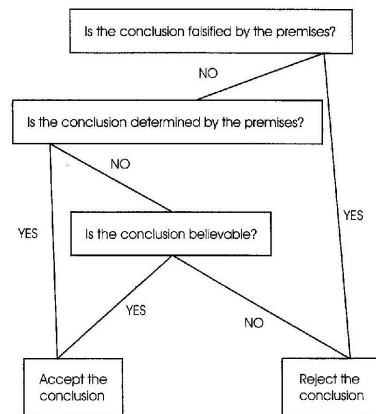 Is the conclusion falsified by the premises?
NO
Is the conclusion determined by the premises?
NO
YES
YES
Is the conclusion believable?
YES
NO
Accept the
conclusion
Reject the
conclusion